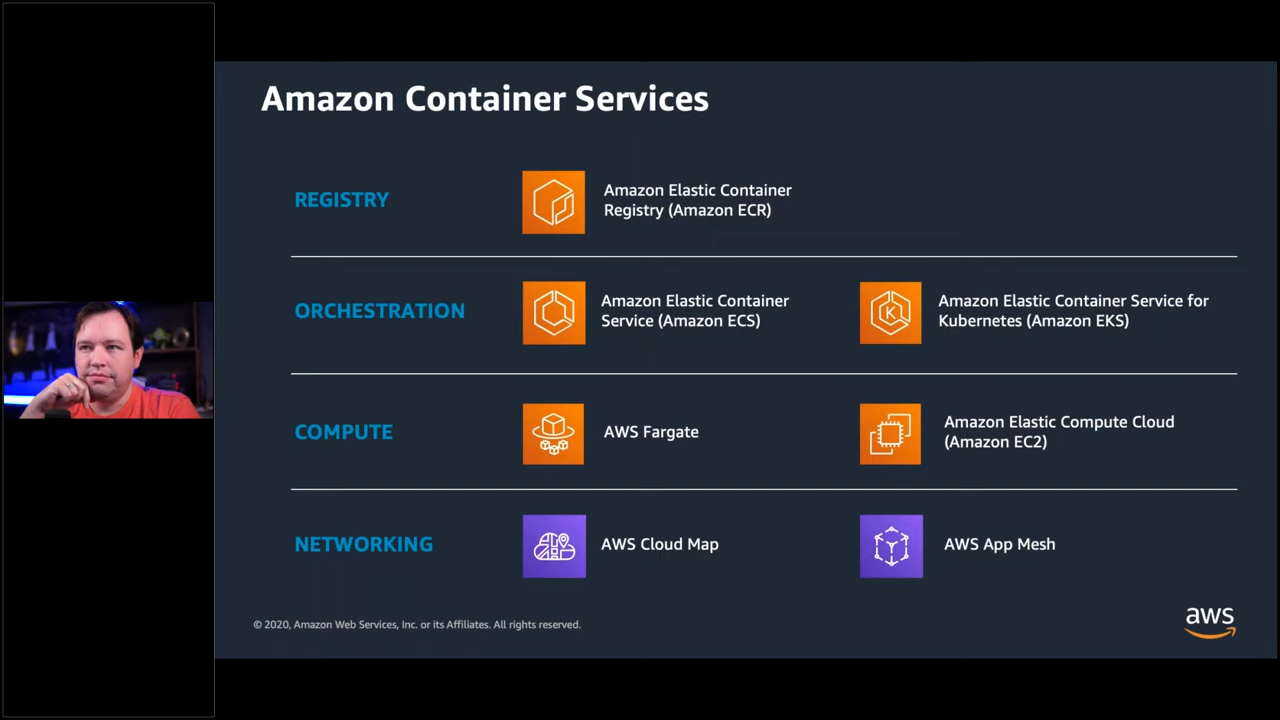 Amazon Container Services
REGISTRY
Amazon Elastic Container
Registry (Amazon ECR)
ORCHESTRATION
Amazon Elastic Container
Service (Amazon ECS)
K
Amazon Elastic Container Service for
Kubernetes (Amazon EKS)
COMPUTE
AWS Fargate
Amazon Elastic Compute Cloud
(Amazon EC2)
NETWORKING
AWS Cloud Map
AWS App Mesh
© 2020, Amazon Web Services, Inc. or its Affiliates. All rights reserved.
aws